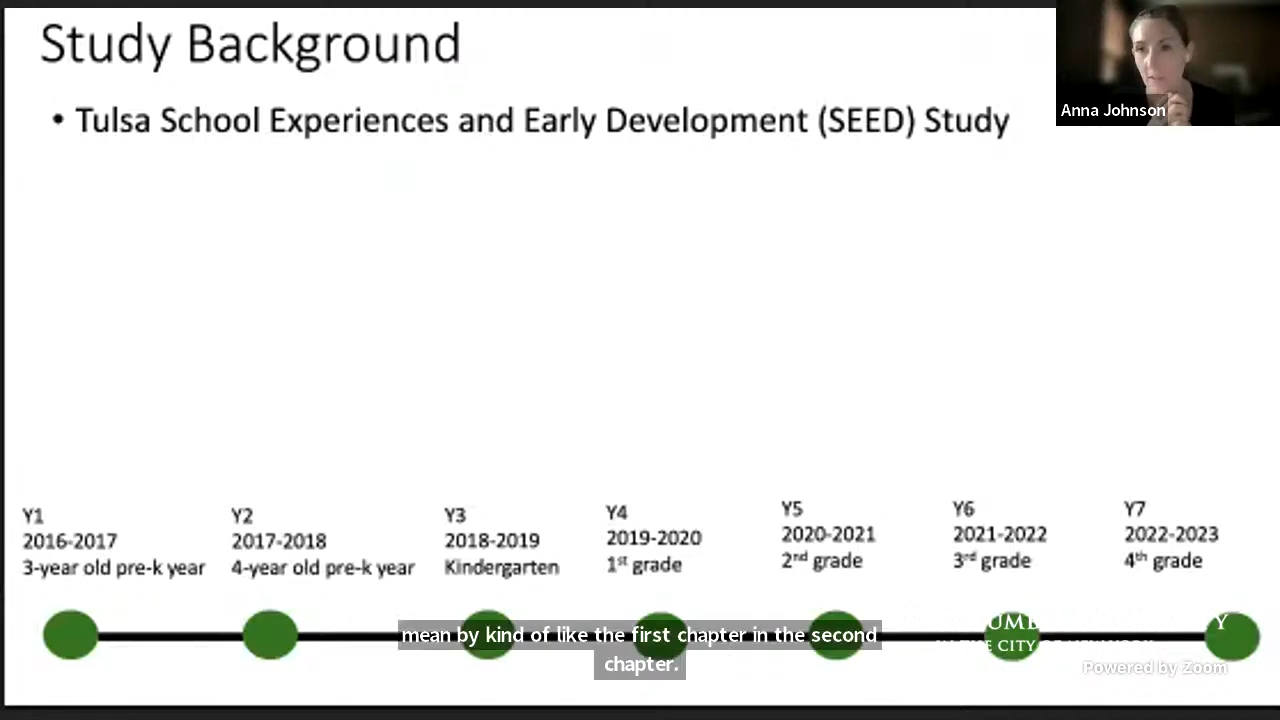 Study Background
• Tulsa School Experiences and Early Development (SEED) Study
Anna Johnson
Y1
2016-2017
3-year old pre-k year
Y2
2017-2018
4-year old pre-k year
Y3
2018-2019
Kindergarten
Y4
2019-2020
1st grade
Y5
2020-2021
2nd grade
Y6
2021-2022
3rd grade
Y7
2022-2023
4th grade
mean by kind of like the first chapter in the second
chapter.
CITY
Powered by Zoom